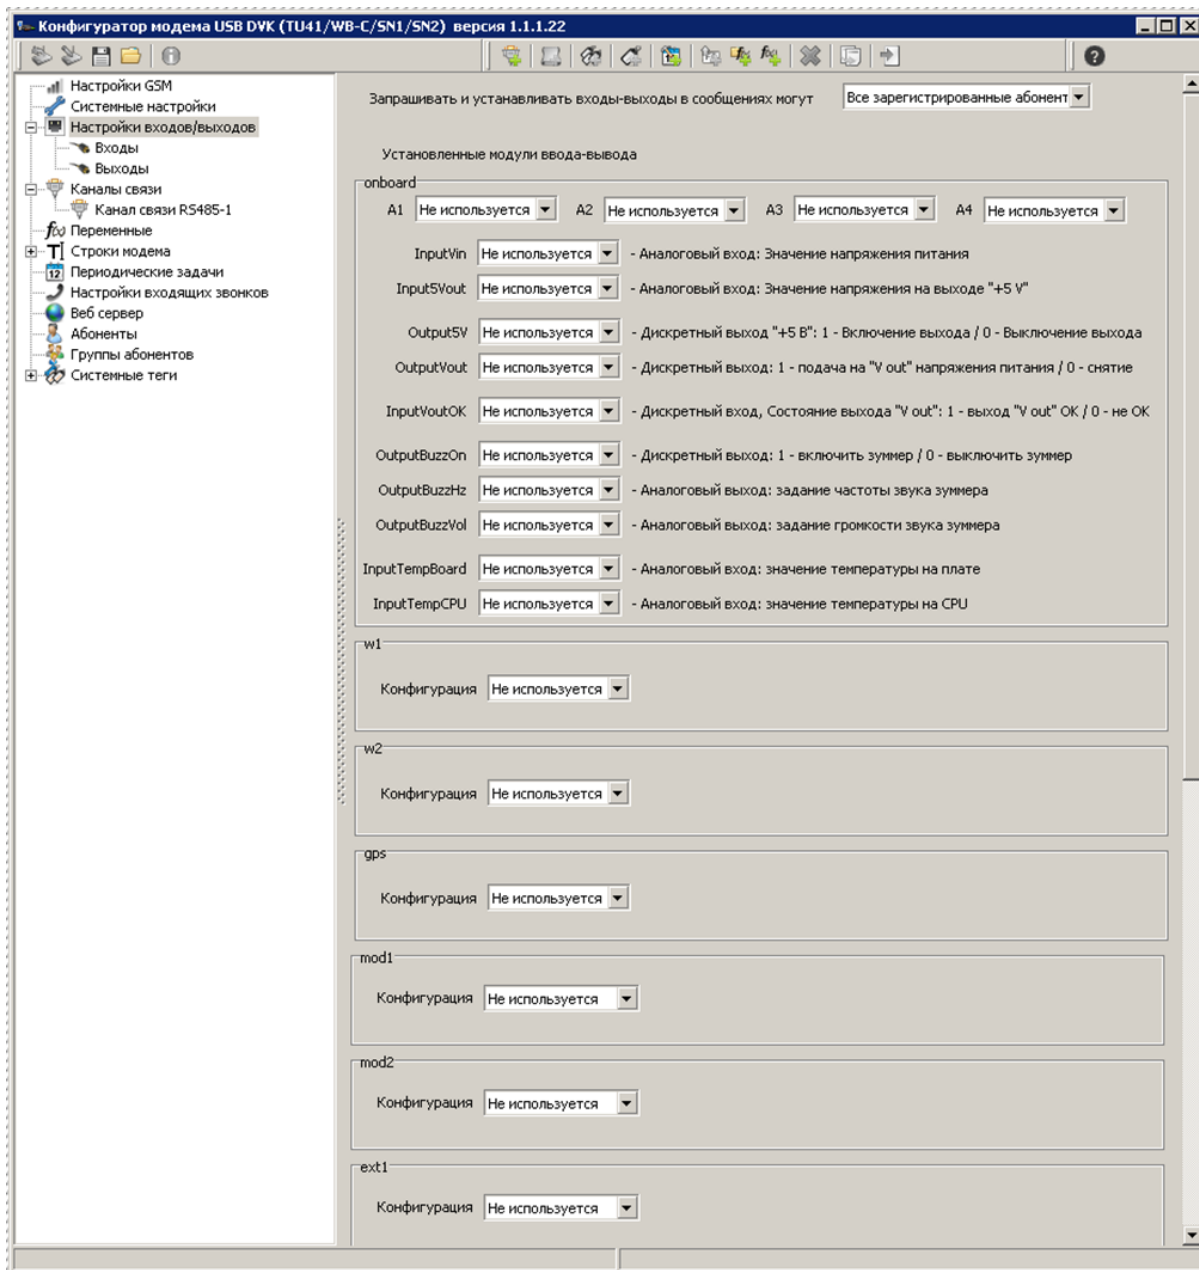 Конфигуратор модема USB DVK (TU41/WB-C/SN1/SN2) версия 1.1.1.22
Настройки GSM
Системные настройки
Настройки входов/выходов
Входы
Выходы
Каналы связи
Канал связи RS485-1
f(x) Переменные
Строки модема
12 Периодические задачи
Настройки входящих звонков
Веб сервер
Абоненты
Группы абонентов
Системные теги
Запрашивать и устанавливать входы-выходы в сообщениях могут Все зарегистрированные абонент
Установленные модули ввода-вывода
onboard
A1 Не используется A2 Не используется A3 Не используется A4 Не используется
InputVin Не используется - Аналоговый вход: Значение напряжения питания
Input5Vout Не используется - Аналоговый вход: Значение напряжения на выходе "+5 V"
Output5V Не используется - Дискретный выход "+5 В": 1 - Включение выхода / 0 - Выключение выхода
OutputVout Не используется - Дискретный выход: 1 - подача на "V out" напряжения питания / 0 - снятие
InputVoutOK Не используется - Дискретный вход, Состояние выхода "V out": 1 - выход "V out" OK / 0 - не OK
OutputBuzzOn Не используется - Дискретный выход: 1 - включить зуммер / 0 - выключить зуммер
OutputBuzzHz Не используется - Аналоговый выход: задание частоты звука зуммера
OutputBuzzVol Не используется - Аналоговый выход: задание громкости звука зуммера
InputTempBoard Не используется - Аналоговый вход: значение температуры на плате
InputTempCPU Не используется - Аналоговый вход: значение температуры на CPU
w1
Конфигурация Не используется
w2
Конфигурация Не используется
gps
Конфигурация Не используется
mod1
Конфигурация Не используется
mod2
Конфигурация Не используется
ext1
Конфигурация Не используется